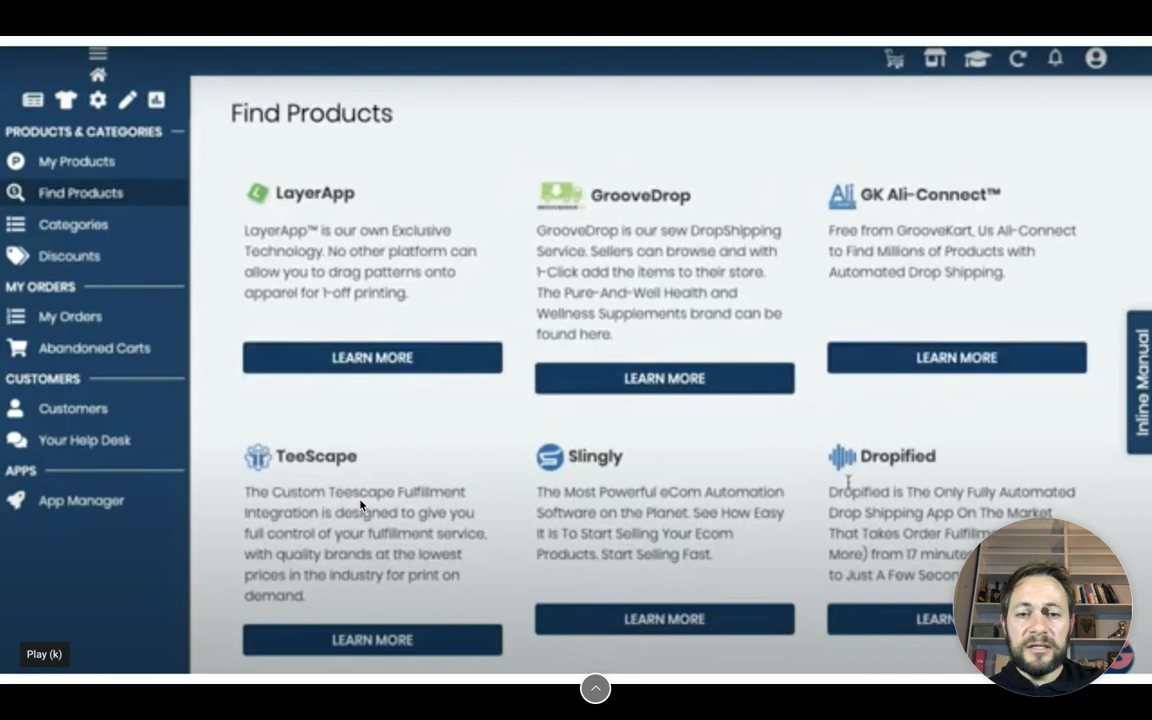 PRODUCTS & CATEGORIES
My Products
Find Products
Categories
Discounts
MY ORDERS
My Orders
Abandoned Carts
CUSTOMERS
Customers
Your Help Desk
APPS
App Manager
Find Products
LayerApp
LayerApp™ is our own Exclusive
Technology. No other platform can
allow you to drag patterns onto
apparel for 1-off printing.
LEARN MORE
GrooveDrop
GrooveDrop is our sew DropShipping
Service. Sellers can browse and with
1-Click add the items to their store.
The Pure-And-Well Health and
Wellness Supplements brand can be
found here.
LEARN MORE
Ali
GK Ali-Connect™
Free from GrooveKart, Us Ali-Connect
to Find Millions of Products with
Automated Drop Shipping.
LEARN MORE
TeeScape
The Custom Teescape Fulfillment
Integration is designed to give you
full control of your fulfillment service,
with quality brands at the lowest
prices in the industry for print on
demand.
LEARN MORE
Slingly
The Most Powerful eCom Automation
Software on the Planet. See How Easy
It Is To Start Selling Your Ecom
Products. Start Selling Fast.
LEARN MORE
Dropified
Dropified is The Only Fully Automated
Drop Shipping App On The Market
That Takes Order Fulfillm
More) from 17 minute
to Just A Few Secon
LEARN
Inline Manual
Play (k)